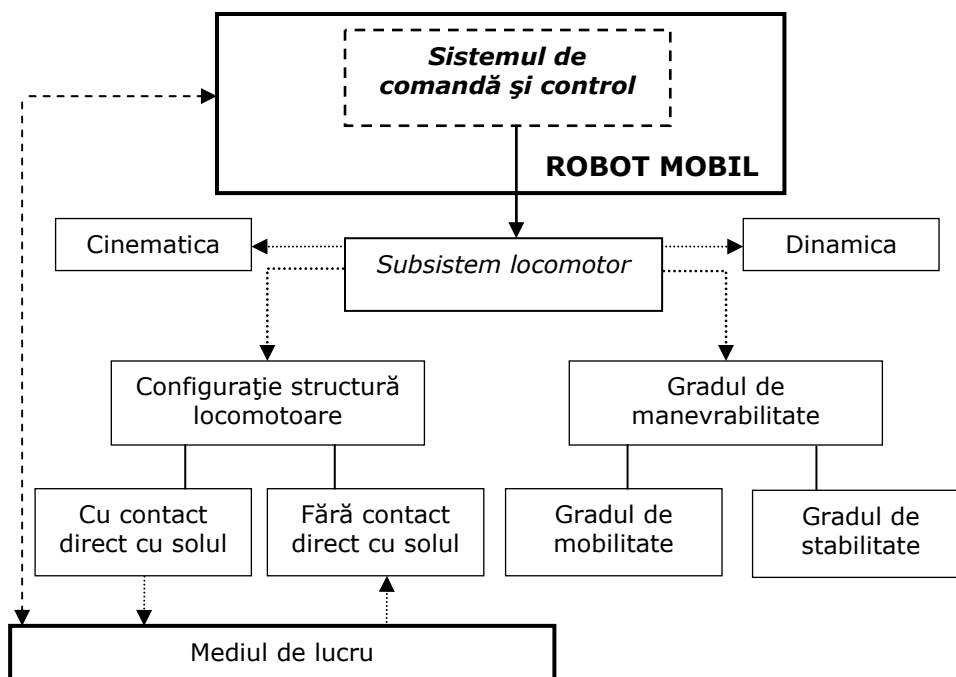 Sistemul de
comandă şi control
ROBOT MOBIL
Cinematica
Subsistem locomotor
Dinamica
Configuraţie structură
locomotoare
Gradul de
manevrabilitate
Cu contact
direct cu solul
Fără contact
direct cu solul
Gradul de
mobilitate
Gradul de
stabilitate
Mediul de lucru